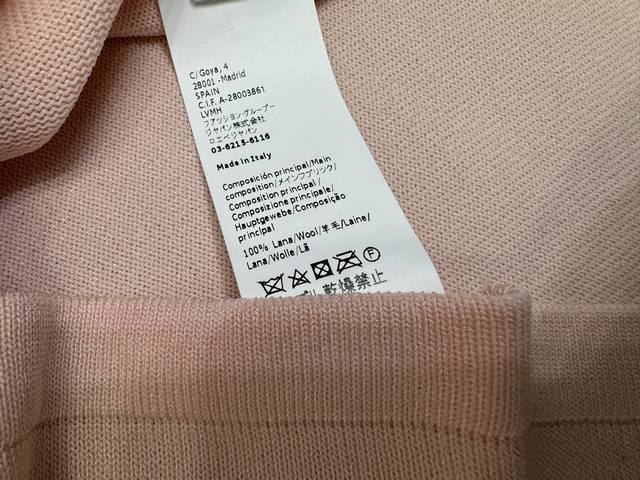 C/Goya, 4
28001 -Madrid
SPAIN
C.I.F. A-28003861
LVMH
ファッショングループ
ジャパン株式会社
ロエベジャパン
03-6215-6116
Made in Italy
Composición principal/Main
composition/メインファブリック/
Composition principal /
Composizione principale/
Hauptgewebe/Composição
principal
100% Lana/Wool/羊毛/Laine/
Lana/Wolle/Lã
F
乾燥禁止